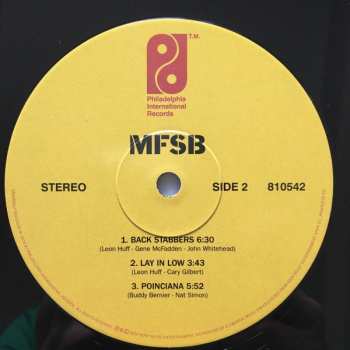 T.M.
Philadelphia
International
Records
MFSB
STEREO
SIDE 2
810542
1. BACK STABBERS 6:30
(Leon Huff - Gene McFadden - John Whitehead)
2. LAY IN LOW 3:43
(Leon Huff - Cary Gilbert)
3. POINCIANA 5:52
(Buddy Bernier - Nat Simon)